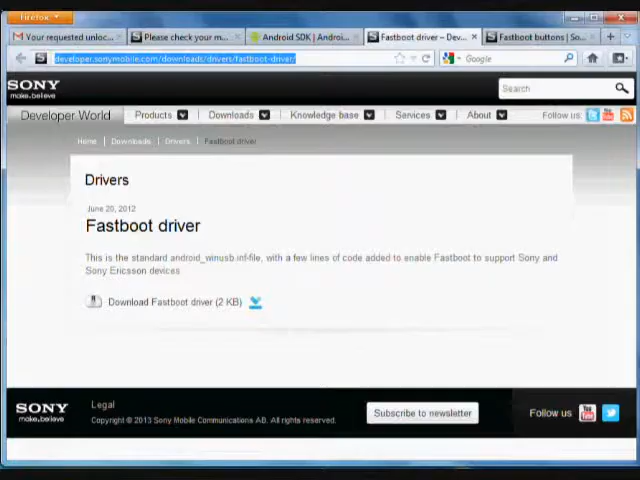 Firefox
Your requested unloc...
Please check your m...
Android SDK | Androi...
Fastboot driver – Dev...
Fastboot buttons | So...
developer.sonymobile.com/downloads/drivers/fastboot-driver/
Google
SONY
make.believe
Search
Developer World
Products
Downloads
Knowledge base
Services
About
Follow us:
Home
Downloads
Drivers
Fastboot driver
Drivers
June 20, 2012
Fastboot driver
This is the standard android_winusb.inf-file, with a few lines of code added to enable Fastboot to support Sony and
Sony Ericsson devices
Download Fastboot driver (2 KB)
SONY
make.believe
Legal
Copyright © 2013 Sony Mobile Communications AB. All rights reserved.
Subscribe to newsletter
Follow us
You
Tube